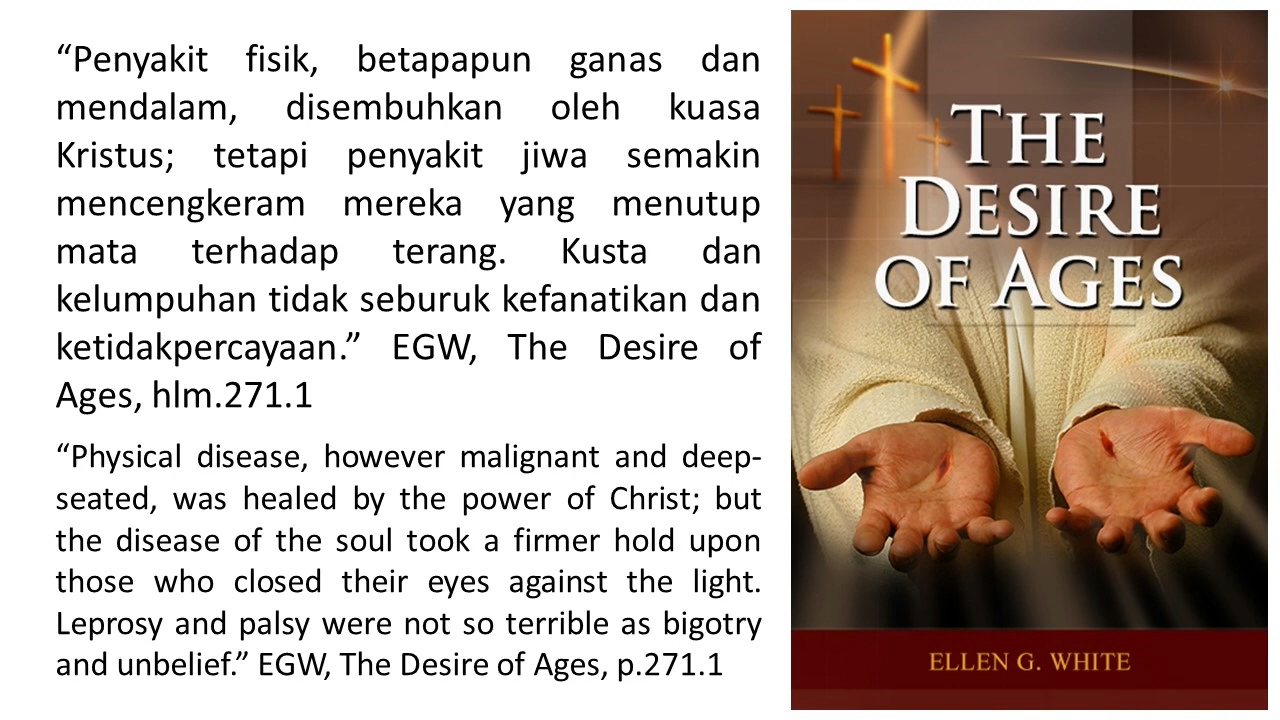 “Penyakit fisik, betapapun ganas dan
mendalam, disembuhkan oleh kuasa
Kristus; tetapi penyakit jiwa semakin
mencengkeram mereka yang menutup
mata terhadap terang. Kusta dan
kelumpuhan tidak seburuk kefanatikan dan
ketidakpercayaan.” EGW, The Desire of
Ages, hlm.271.1
“Physical disease, however malignant and deep-
seated, was healed by the power of Christ; but
the disease of the soul took a firmer hold upon
those who closed their eyes against the light.
Leprosy and palsy were not so terrible as bigotry
and unbelief.” EGW, The Desire of Ages, p.271.1
THE
DESIRE
OF AGES
ELLEN G. WHITE